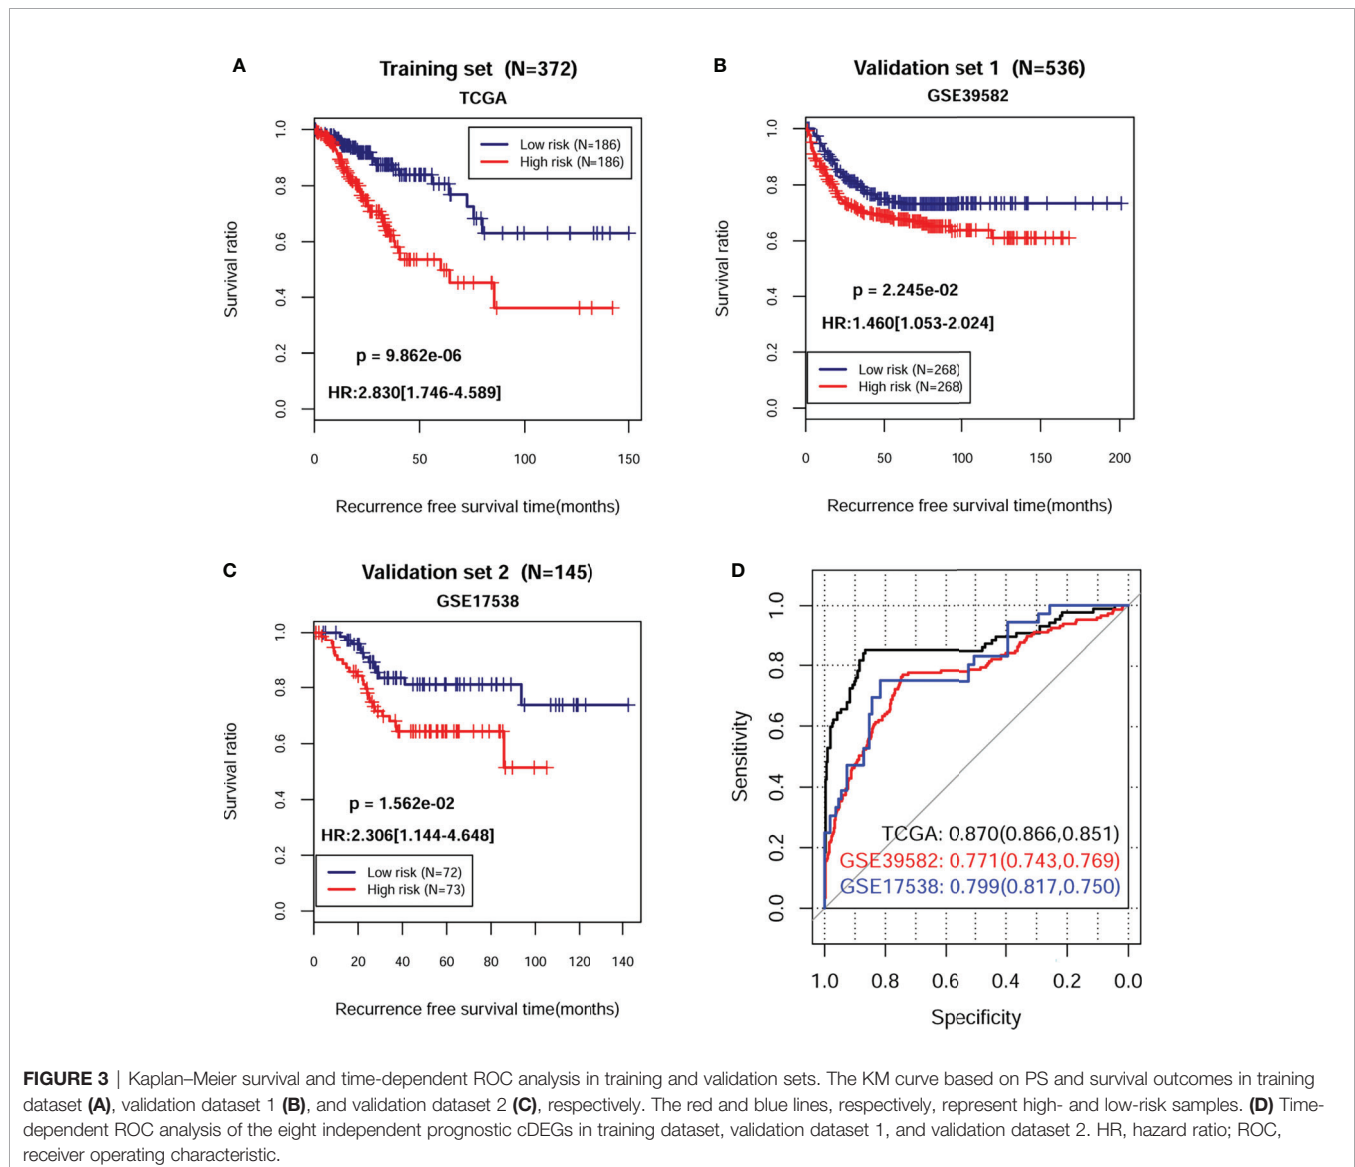 A
Training set (N=372)
TCGA
Low risk (N=186)
High risk (N=186)
1.0
0.8
0.6
0.4
0.2
0.0
Survival ratio
p = 9.862e-06
HR:2.830[1.746-4.589]
0 50 100 150
Recurrence free survival time(months)
B
Validation set 1 (N=536)
GSE39582
1.0
0.8
0.6
0.4
0.2
0.0
Survival ratio
p = 2.245e-02
HR:1.460[1.053-2.024]
Low risk (N=268)
High risk (N=268)
0 50 100 150 200
Recurrence free survival time(months)
C
Validation set 2 (N=145)
GSE17538
1.0
0.8
0.6
0.4
0.2
0.0
Survival ratio
p = 1.562e-02
HR:2.306[1.144-4.648]
Low risk (N=72)
High risk (N=73)
0 20 40 60 80 100 120 140
Recurrence free survival time(months)
D
1.0
0.8
0.6
0.4
0.2
0.0
Sensitivity
TCGA: 0.870(0.866,0.851)
GSE39582: 0.771(0.743,0.769)
GSE17538: 0.799(0.817,0.750)
1.0 0.8 0.6 0.4 0.2 0.0
Specificity
FIGURE 3 | Kaplan–Meier survival and time-dependent ROC analysis in training and validation sets. The KM curve based on PS and survival outcomes in training
dataset (A), validation dataset 1 (B), and validation dataset 2 (C), respectively. The red and blue lines, respectively, represent high- and low-risk samples. (D) Time-
dependent ROC analysis of the eight independent prognostic cDEGs in training dataset, validation dataset 1, and validation dataset 2. HR, hazard ratio; ROC,
receiver operating characteristic.